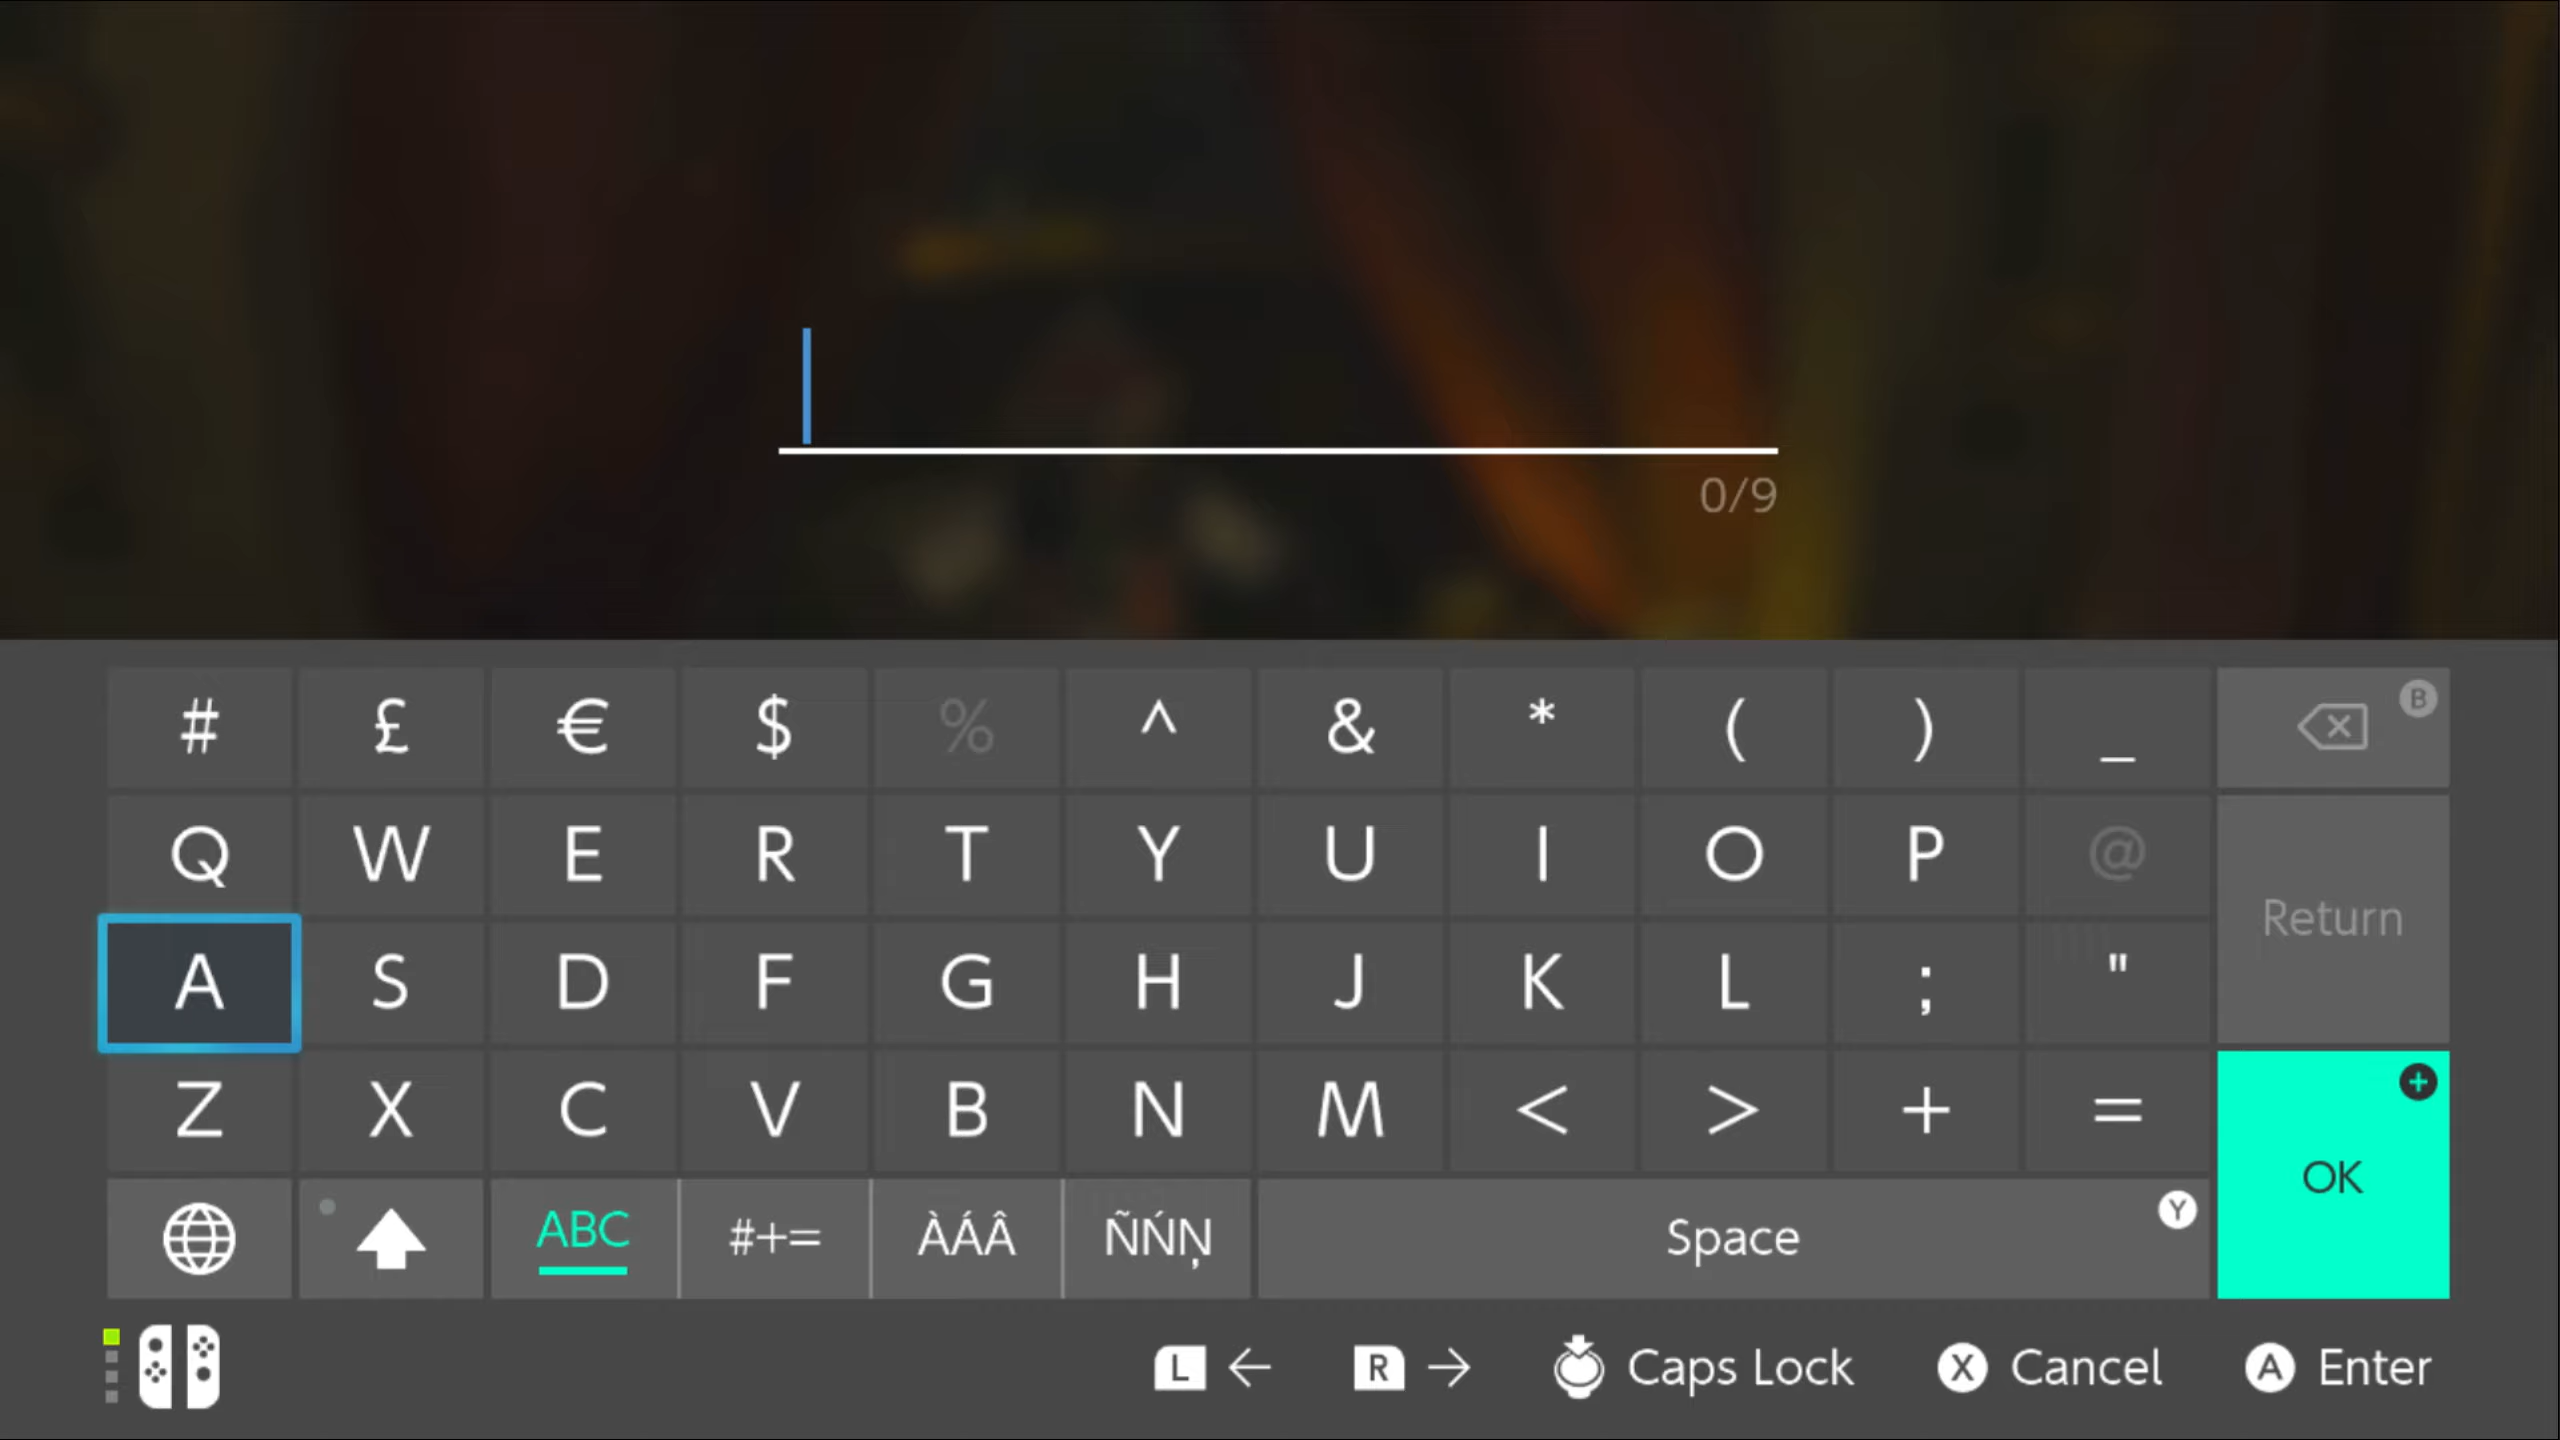 0/9
# £ € $ % ^ & * ( ) _ B
Q W E R T Y U I O P @ Return
A S D F G H J K L ; "
Z X C V B N M < > + = OK +
ABC #+= ÀÁÂ ÑŃŅ Space Y
L ← R → Caps Lock X Cancel A Enter